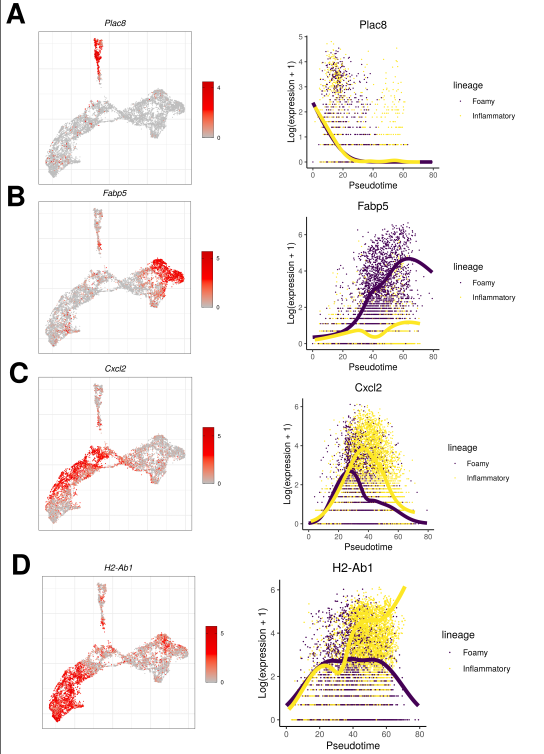 A
Plac8
4
0
Plac8
Log(expression + 1)
5
4
3
2
1
0
0 20 40 60 80
Pseudotime
lineage
Foamy
Inflammatory
B
Fabp5
5
0
Fabp5
Log(expression + 1)
6
4
2
0
0 20 40 60
Pseudotime
lineage
Foamy
Inflammatory
C
Cxcl2
5
0
Cxcl2
Log(expression + 1)
6
4
2
0
0 20 40 60 80
Pseudotime
lineage
Foamy
Inflammatory
D
H2-Ab1
5
0
H2-Ab1
Log(expression + 1)
6
4
2
0
0 20 40 60 80
Pseudotime
lineage
Foamy
Inflammatory